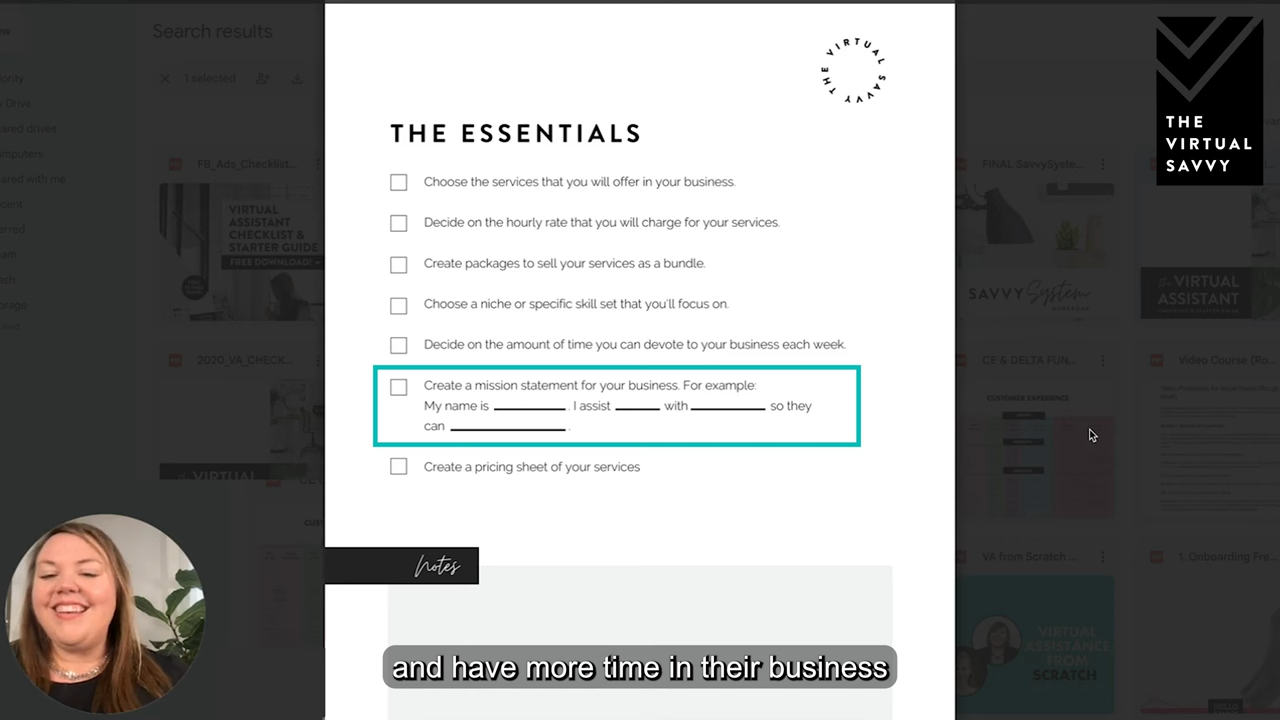 Search results
1 selected
FB_Ads_Checklist...
VIRTUAL
ASSISTANT
CHECKLIST &
STARTER GUIDE
FREE DOWNLOAD!
2020_VA_CHECK...
THE VIRTUAL SAVVY
THE ESSENTIALS
Choose the services that you will offer in your business.
Decide on the hourly rate that you will charge for your services.
Create packages to sell your services as a bundle.
Choose a niche or specific skill set that you'll focus on.
Decide on the amount of time you can devote to your business each week.
Create a mission statement for your business. For example:
My name is ________. I assist _____ with ________ so they
can ____________.
Create a pricing sheet of your services
Notes
and have more time in their business
THE
VIRTUAL
SAVVY
FINAL SavvySyste...
SAVVY System
the VIRTUAL
ASSISTANT
CE & DELTA FUN...
CUSTOMER EXPERIENCE
Video Course (Ro...
VA from Scratch ...
VIRTUAL
ASSISTANCE
FROM
SCRATCH
1. Onboarding Fre...